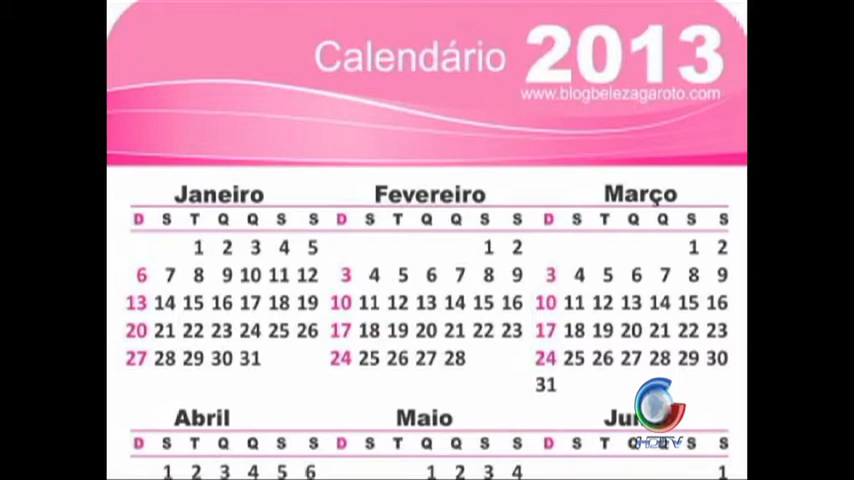 Calendário 2013
www.blogbelezagaroto.com
Janeiro Fevereiro Março
D S T Q Q S S D S T Q Q S S D S T Q Q S S
1 2 3 4 5 1 2 1 2
6 7 8 9 10 11 12 3 4 5 6 7 8 9 3 4 5 6 7 8 9
13 14 15 16 17 18 19 10 11 12 13 14 15 16 10 11 12 13 14 15 16
20 21 22 23 24 25 26 17 18 19 20 21 22 23 17 18 19 20 21 22 23
27 28 29 30 31 24 25 26 27 28 24 25 26 27 28 29 30
31
Abril Maio
D S T Q Q S S D S T Q Q S S D S T Q Q S S
1 2 3 4 5 6 1 2 3 4 1
HDTV